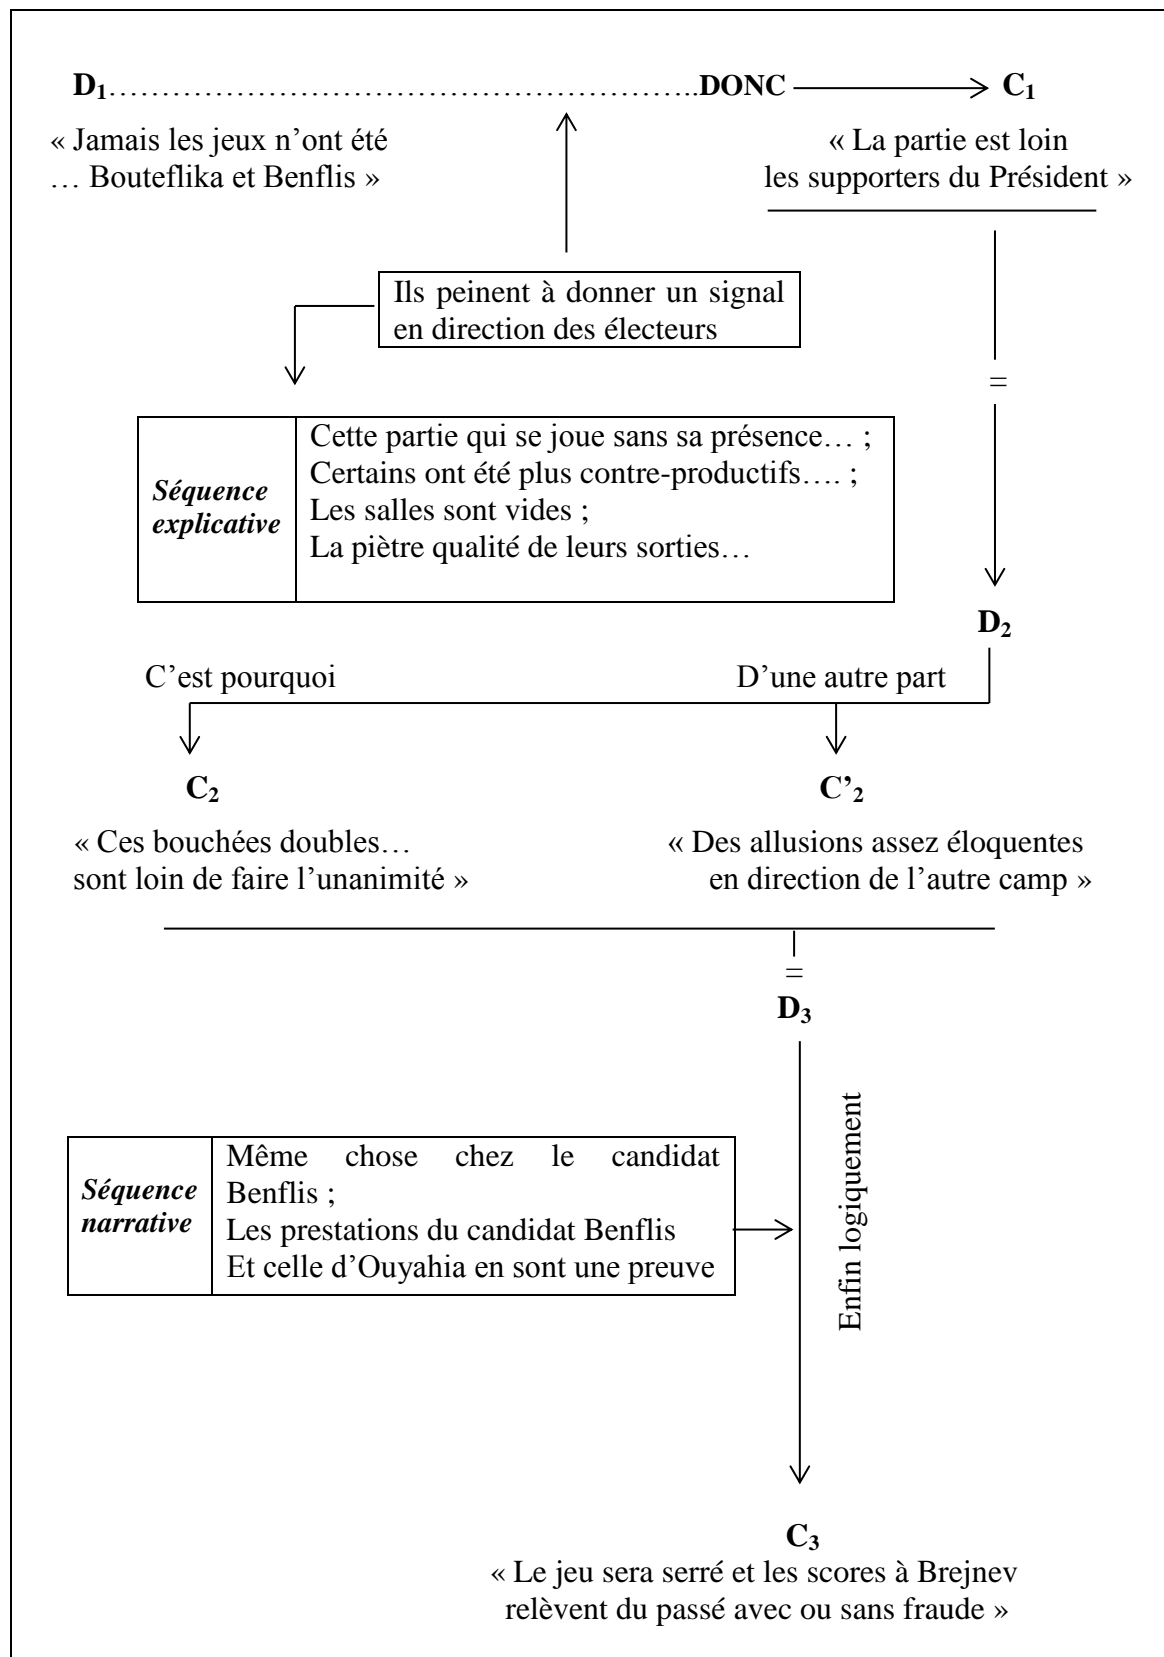 D₁……………………………………………………..DONC C₁
« Jamais les jeux n’ont été
… Bouteflika et Benflis »
« La partie est loin
les supporters du Président »
Ils peinent à donner un signal
en direction des électeurs
=
Séquence
explicative
Cette partie qui se joue sans sa présence… ;
Certains ont été plus contre-productifs…. ;
Les salles sont vides ;
La piètre qualité de leurs sorties…
D₂
C’est pourquoi
D’une autre part
C₂
C’₂
« Ces bouchées doubles…
sont loin de faire l’unanimité »
« Des allusions assez éloquentes
en direction de l’autre camp »
=
D₃
Séquence
narrative
Même chose chez le candidat
Benflis ;
Les prestations du candidat Benflis
Et celle d’Ouyahia en sont une preuve
Enfin logiquement
C₃
« Le jeu sera serré et les scores à Brejnev
relèvent du passé avec ou sans fraude »